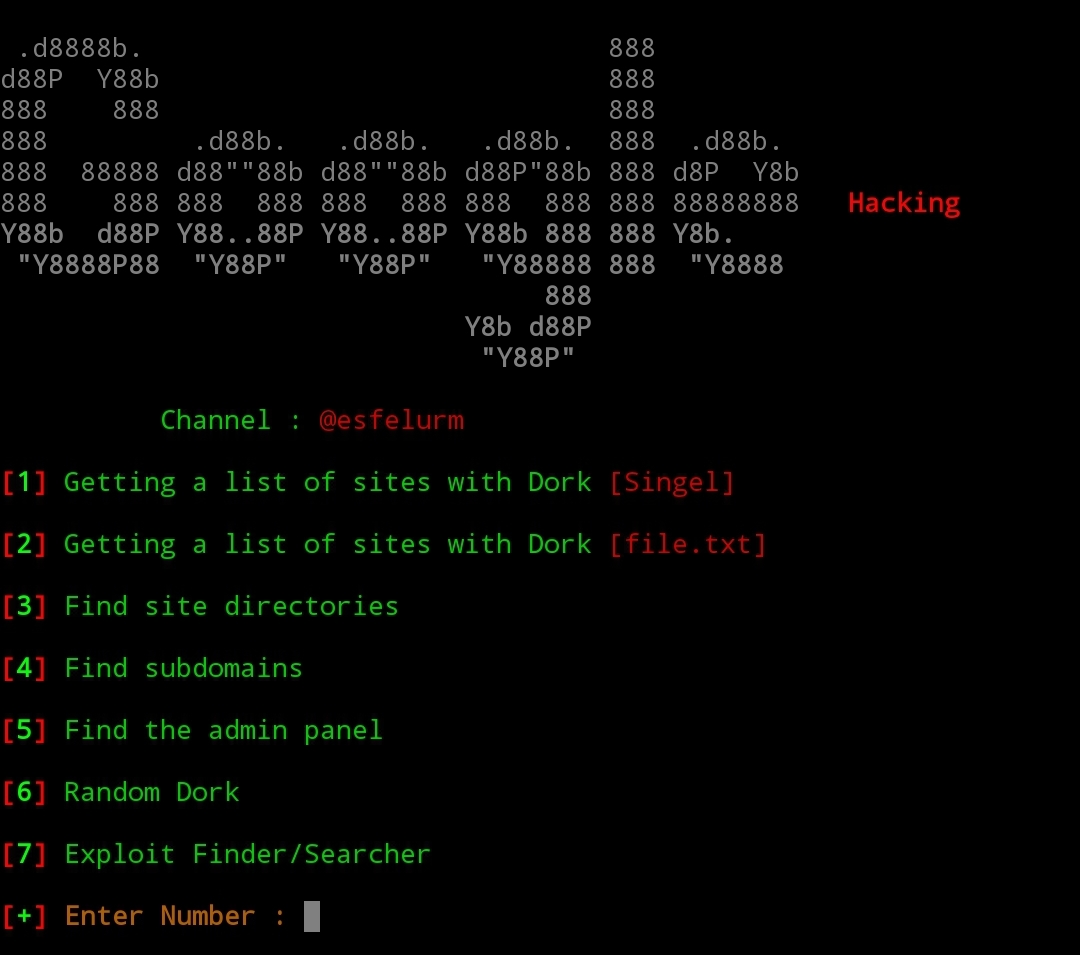 .d8888b.                             888
d88P  Y88b                            888
888    888                            888
888         .d88b.   .d88b.   .d88b.  888  .d88b.
888  88888 d88""88b d88""88b d88P"88b 888 d8P  Y8b
888    888 888  888 888  888 888  888 888 88888888   Hacking
Y88b  d88P Y88..88P Y88..88P Y88b 888 888 Y8b.
 "Y8888P88  "Y88P"   "Y88P"   "Y88888 888  "Y8888
                                  888
                             Y8b d88P
                              "Y88P"
Channel : @esfelurm
[1] Getting a list of sites with Dork [Singel]
[2] Getting a list of sites with Dork [file.txt]
[3] Find site directories
[4] Find subdomains
[5] Find the admin panel
[6] Random Dork
[7] Exploit Finder/Searcher
[+] Enter Number :